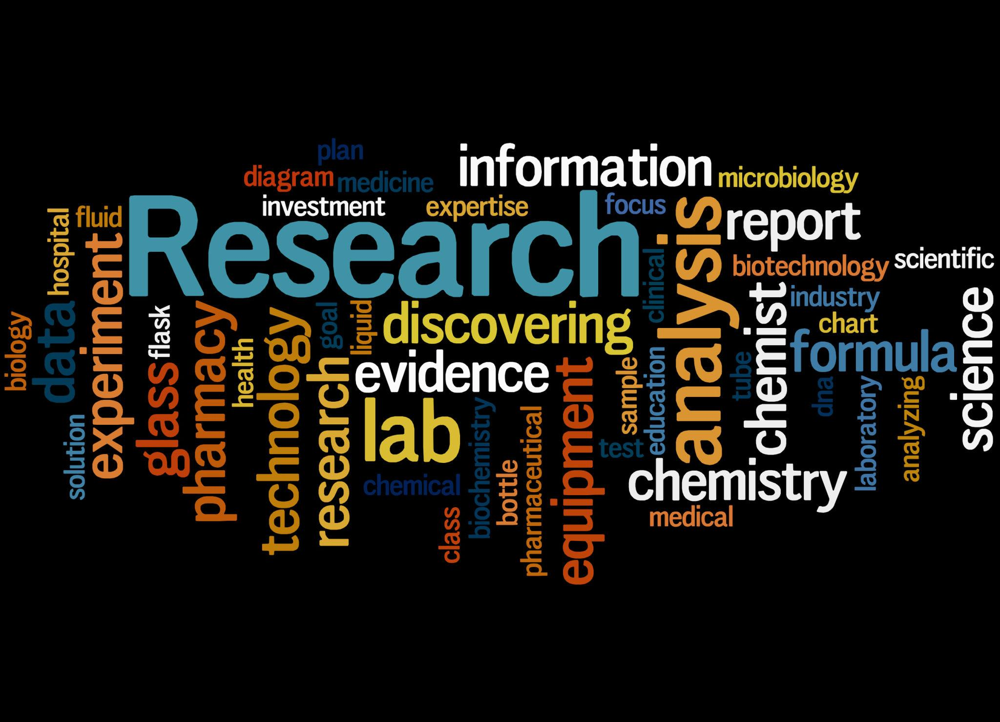 plan
information
diagram
medicine
microbiology
investment
expertise
focus
Research
analysis
report
fluid
hospital
experiment
scientific
biotechnology
clinical
chemist
industry
science
data
biology
flask
pharmacy
technology
goal
liquid
discovering
chart
formula
health
glass
research
evidence
equipment
sample
education
tube
dna
laboratory
analyzing
solution
lab
biochemistry
pharmaceutical
test
bottle
chemical
chemistry
class
medical